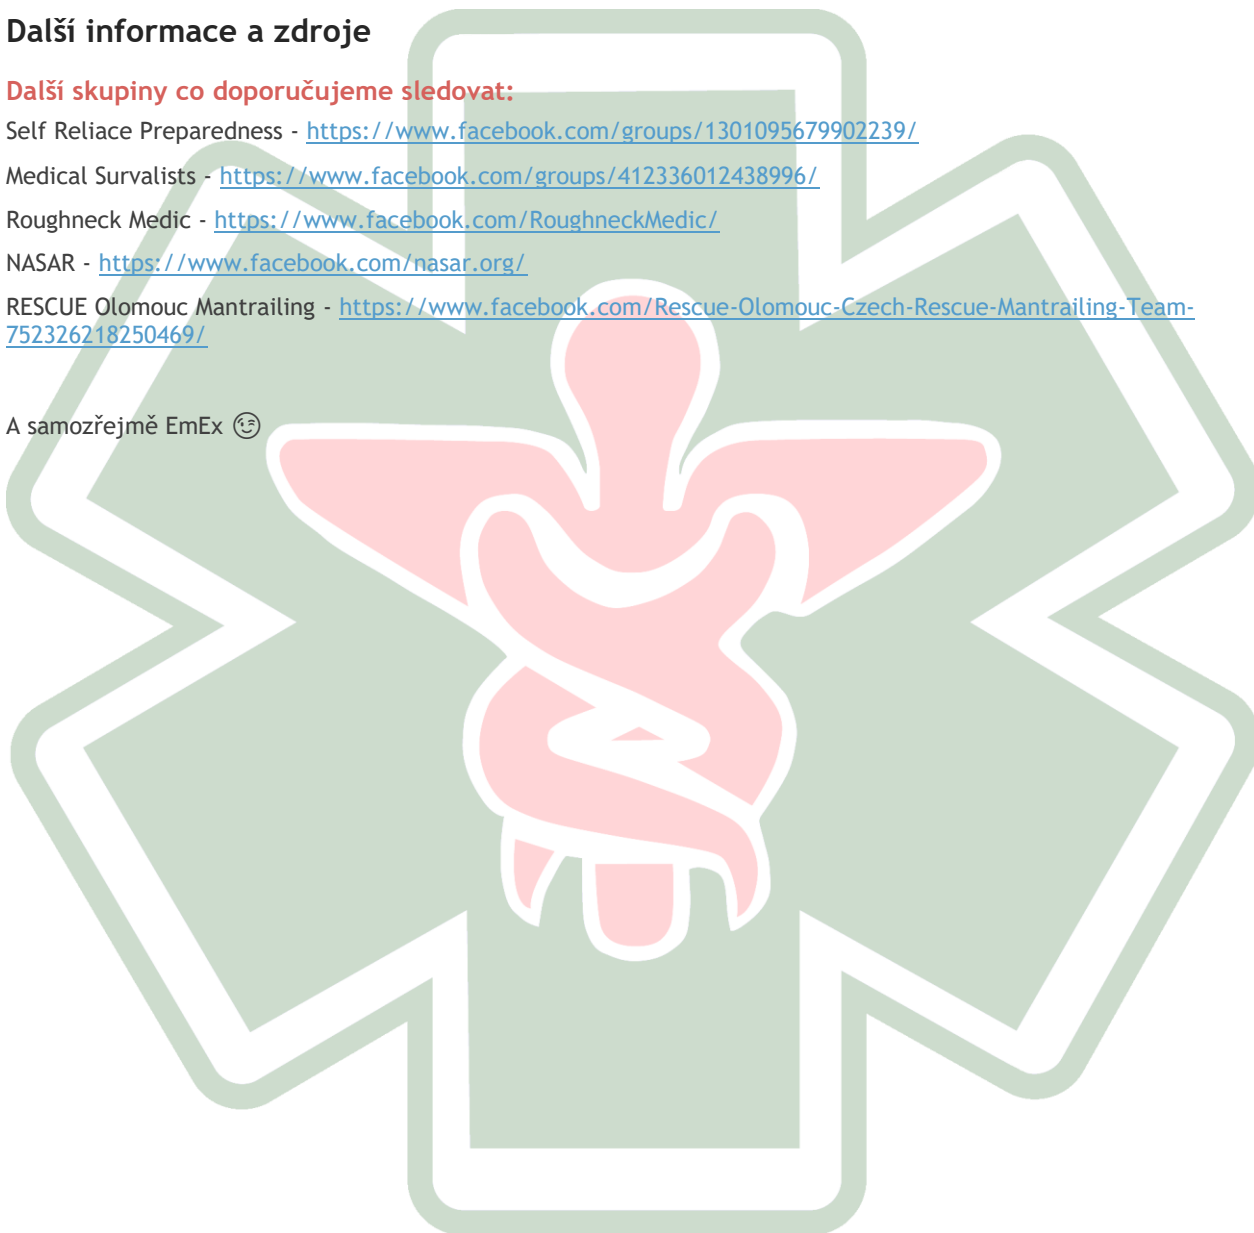 Další informace a zdroje
Další skupiny co doporučujeme sledovat:
Self Reliace Preparedness - https://www.facebook.com/groups/1301095679902239/
Medical Survalists - https://www.facebook.com/groups/412336012438996/
Roughneck Medic - https://www.facebook.com/RoughneckMedic/
NASAR - https://www.facebook.com/nasar.org/
RESCUE Olomouc Mantrailing - https://www.facebook.com/Rescue-Olomouc-Czech-Rescue-Mantrailing-Team-
752326218250469/
A samozřejmě EmEx 😉